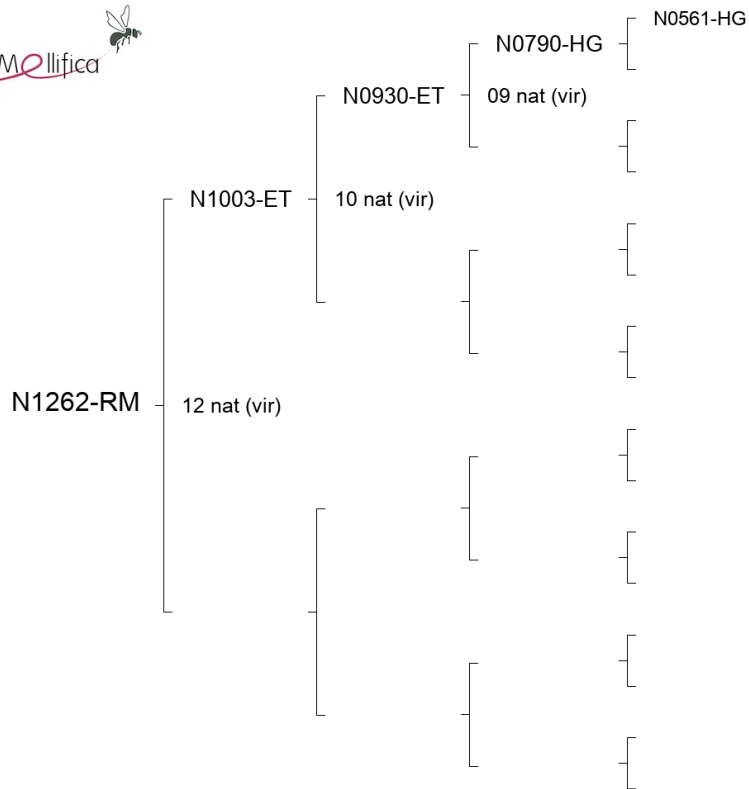 Mellifica
N0561-HG
N0790-HG
N0930-ET
09 nat (vir)
N1003-ET
10 nat (vir)
N1262-RM
12 nat (vir)